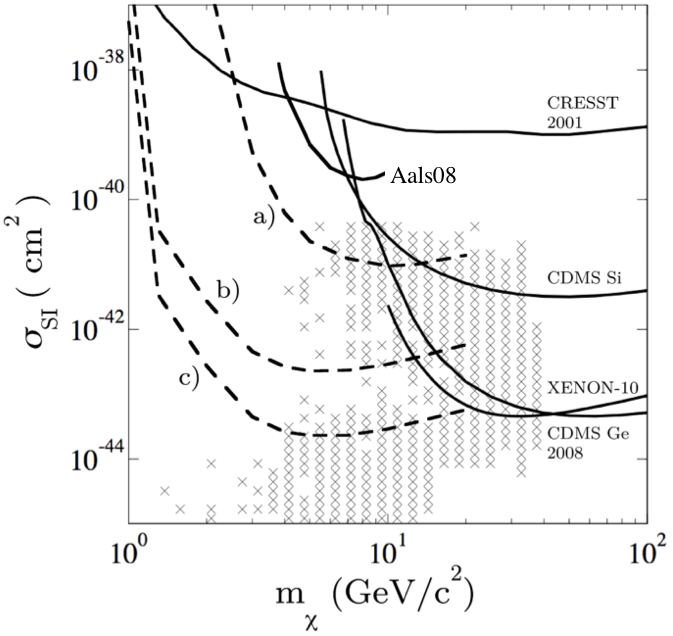 10^-38
CRESST
2001
Aals08
10^-40
a)
CDMS Si
b)
10^-42
c)
XENON-10
CDMS Ge
2008
10^-44
σ_SI ( cm^2 )
10^0 10^1 10^2
m_χ (GeV/c^2)